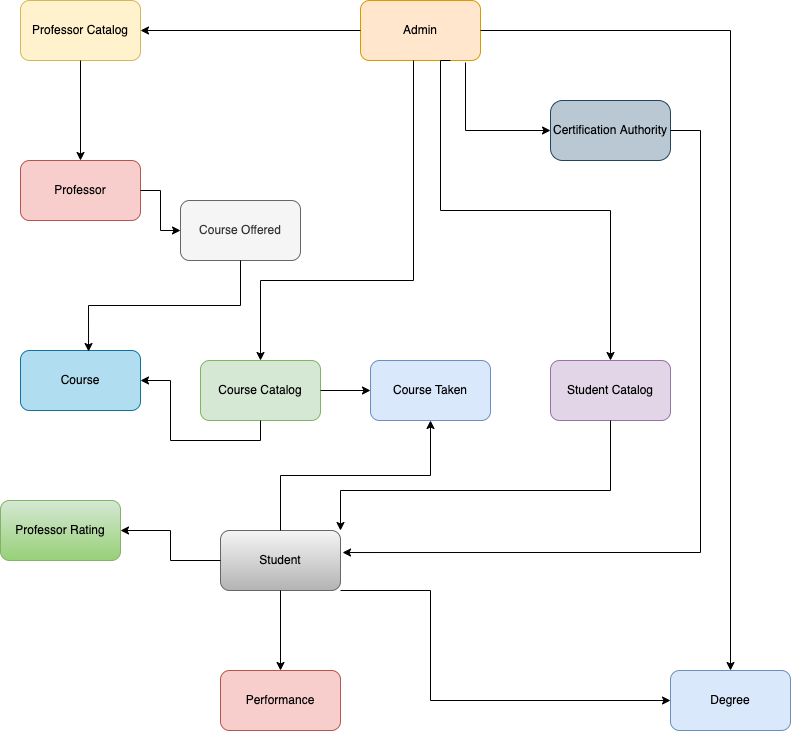 Professor Catalog
Admin
Certification Authority
Professor
Course Offered
Course
Course Catalog
Course Taken
Student Catalog
Professor Rating
Student
Performance
Degree